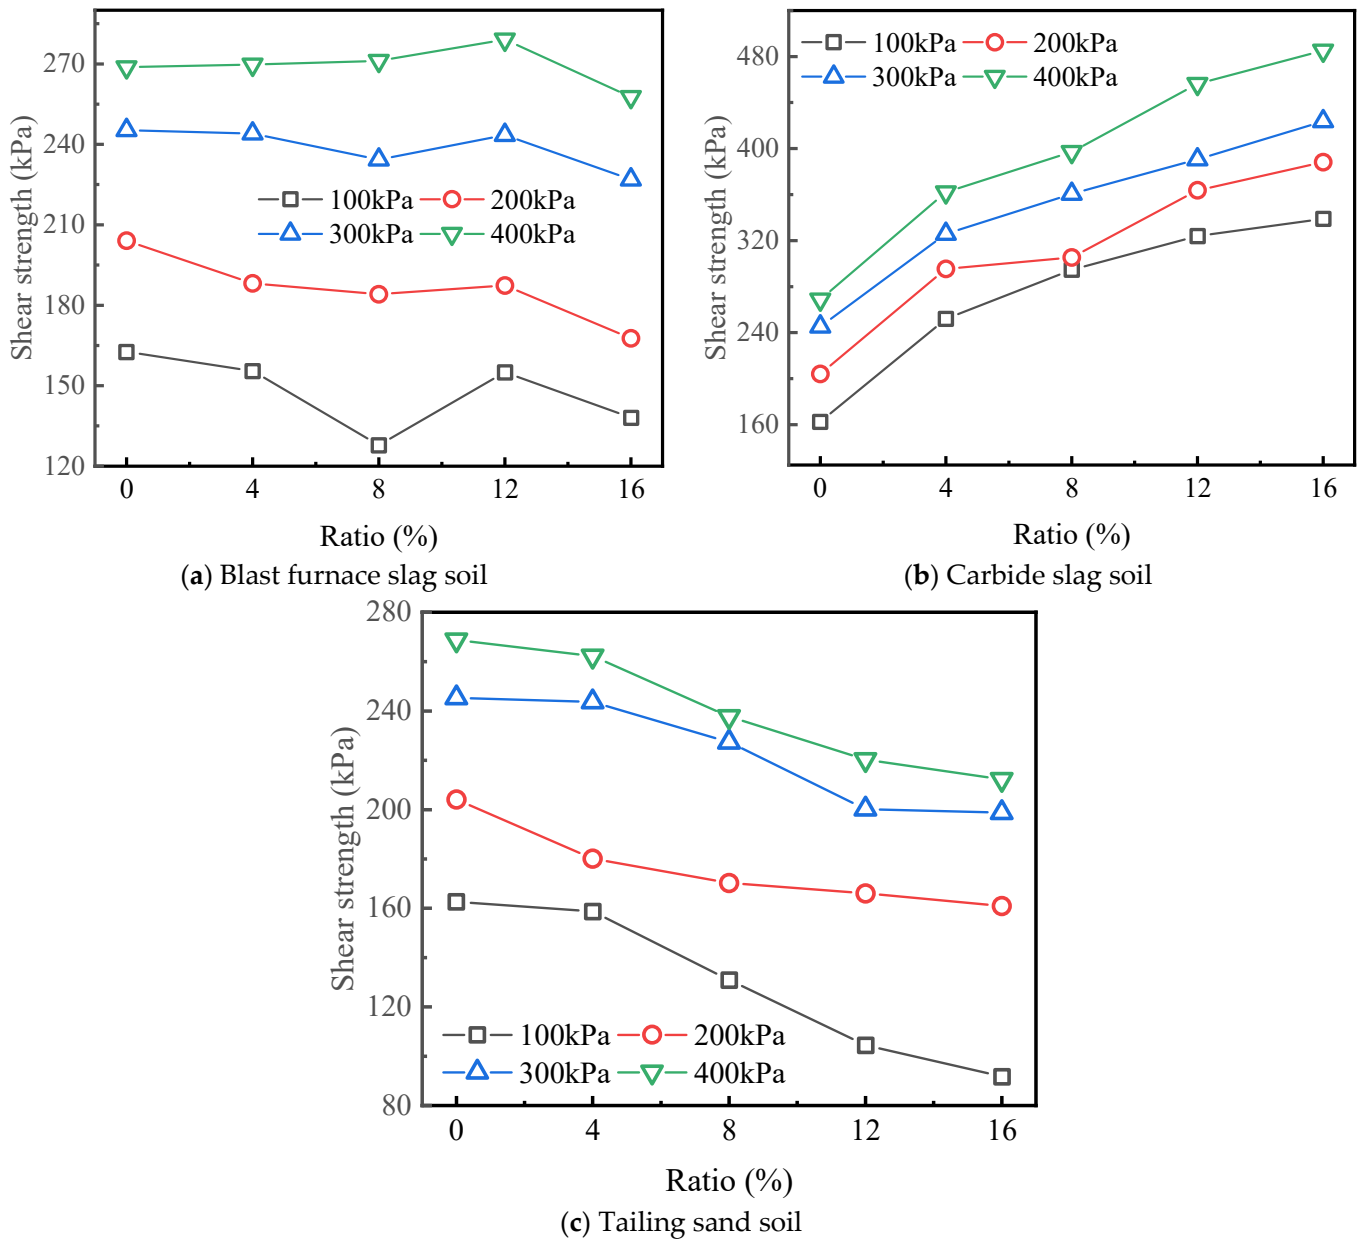 Shear strength (kPa)
270
240
210
180
150
120
100kPa 200kPa
300kPa 400kPa
0 4 8 12 16
Ratio (%)
(a) Blast furnace slag soil
Shear strength (kPa)
480
400
320
240
160
100kPa 200kPa
300kPa 400kPa
0 4 8 12 16
Ratio (%)
(b) Carbide slag soil
Shear strength (kPa)
280
240
200
160
120
80
100kPa 200kPa
300kPa 400kPa
0 4 8 12 16
Ratio (%)
(c) Tailing sand soil